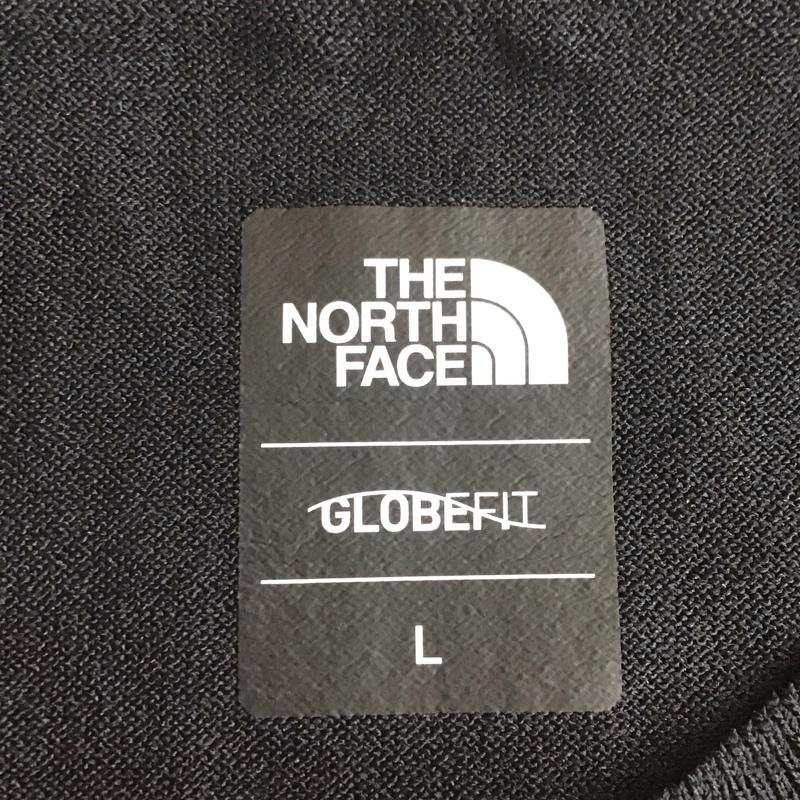 THE
NORTH
FACE
GLOBEFIT
L